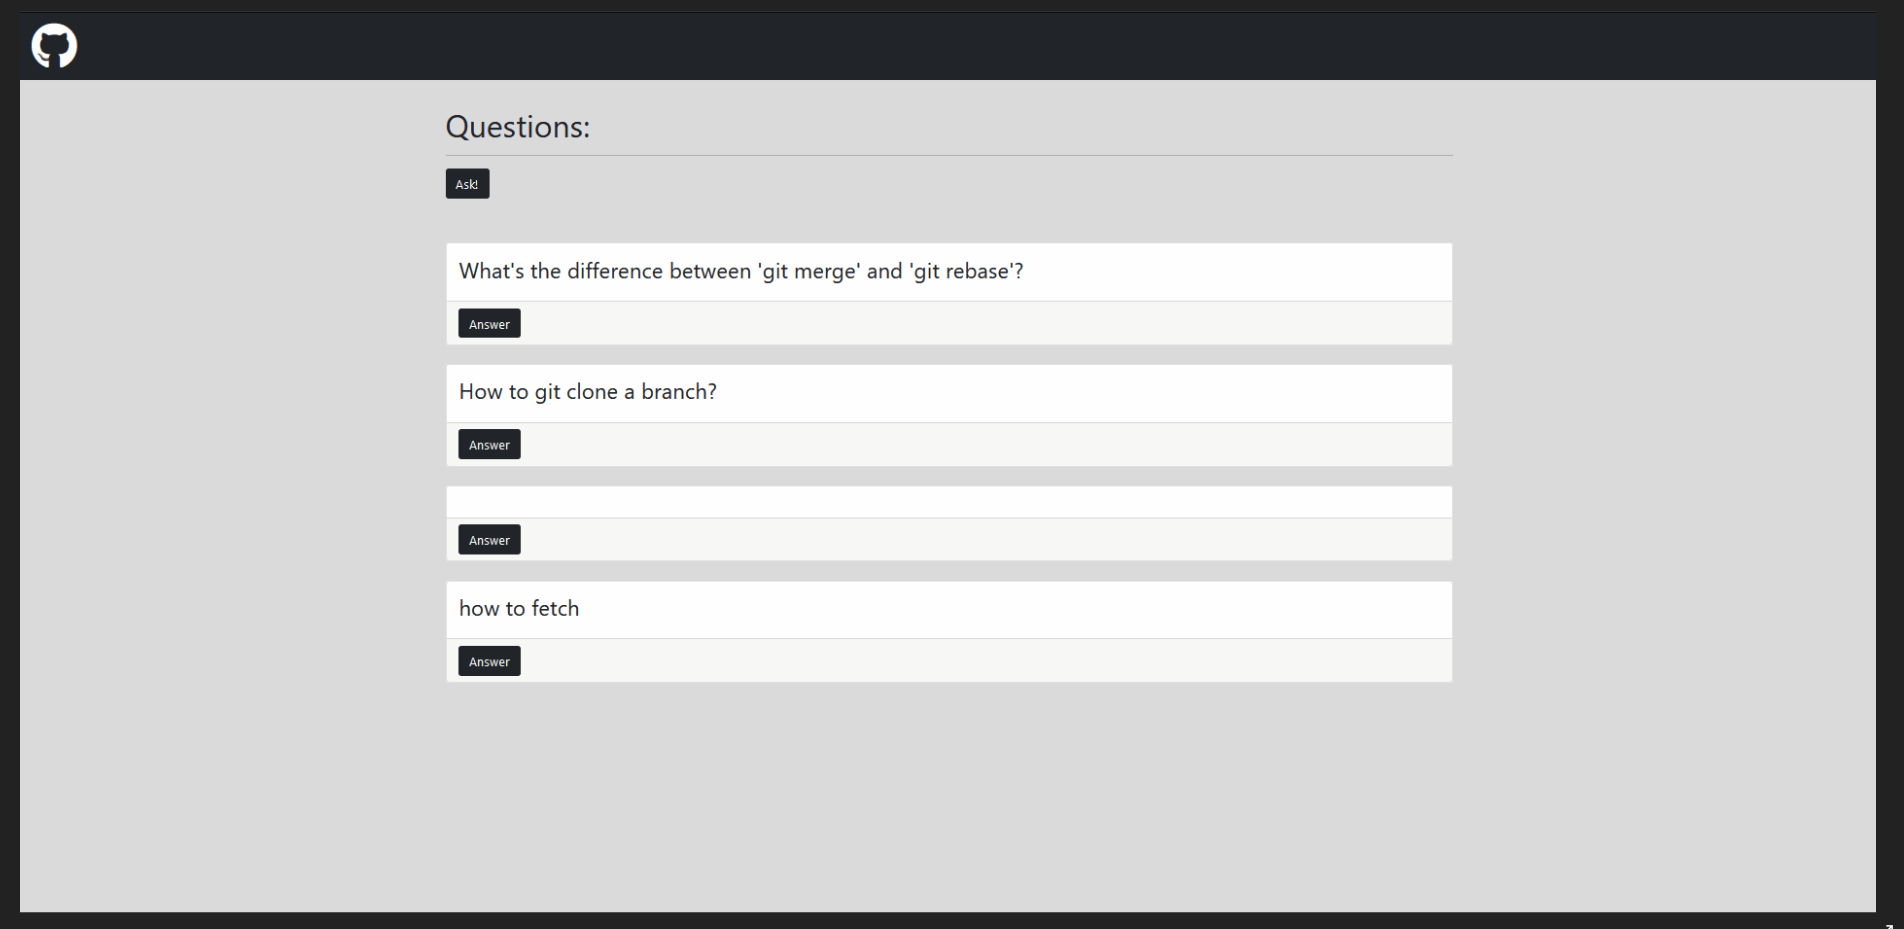 Questions:
Ask!
What's the difference between 'git merge' and 'git rebase'?
Answer
How to git clone a branch?
Answer
Answer
how to fetch
Answer